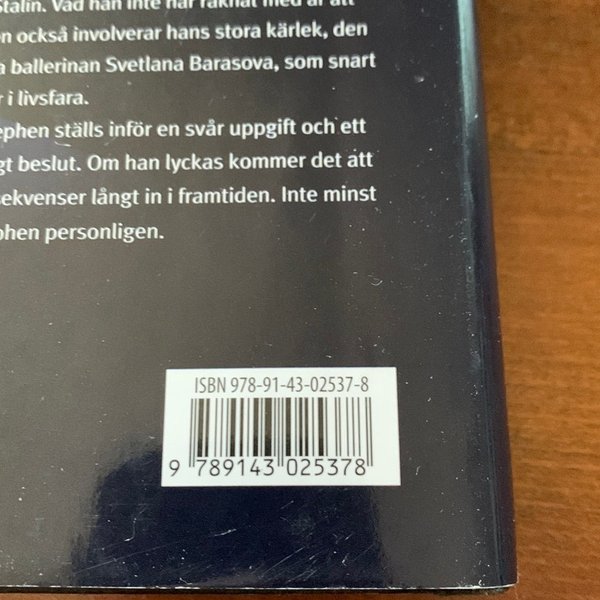 Stalin. Vad han inte har räknat med är att
också involverar hans stora kärlek, den
ballerinan Svetlana Barasova, som snart
i livsfara.
ephen ställs inför en svår uppgift och ett
gt beslut. Om han lyckas kommer det att
sekvenser långt in i framtiden. Inte minst
phen personligen.
ISBN 978-91-43-02537-8
9 789143 025378